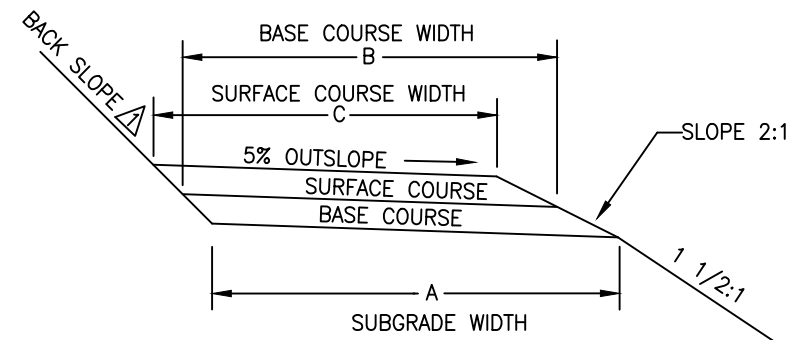 BACK SLOPE 1
BASE COURSE WIDTH
B
SURFACE COURSE WIDTH
C
SLOPE 2:1
5% OUTSLOPE
SURFACE COURSE
BASE COURSE
1 1/2:1
A
SUBGRADE WIDTH